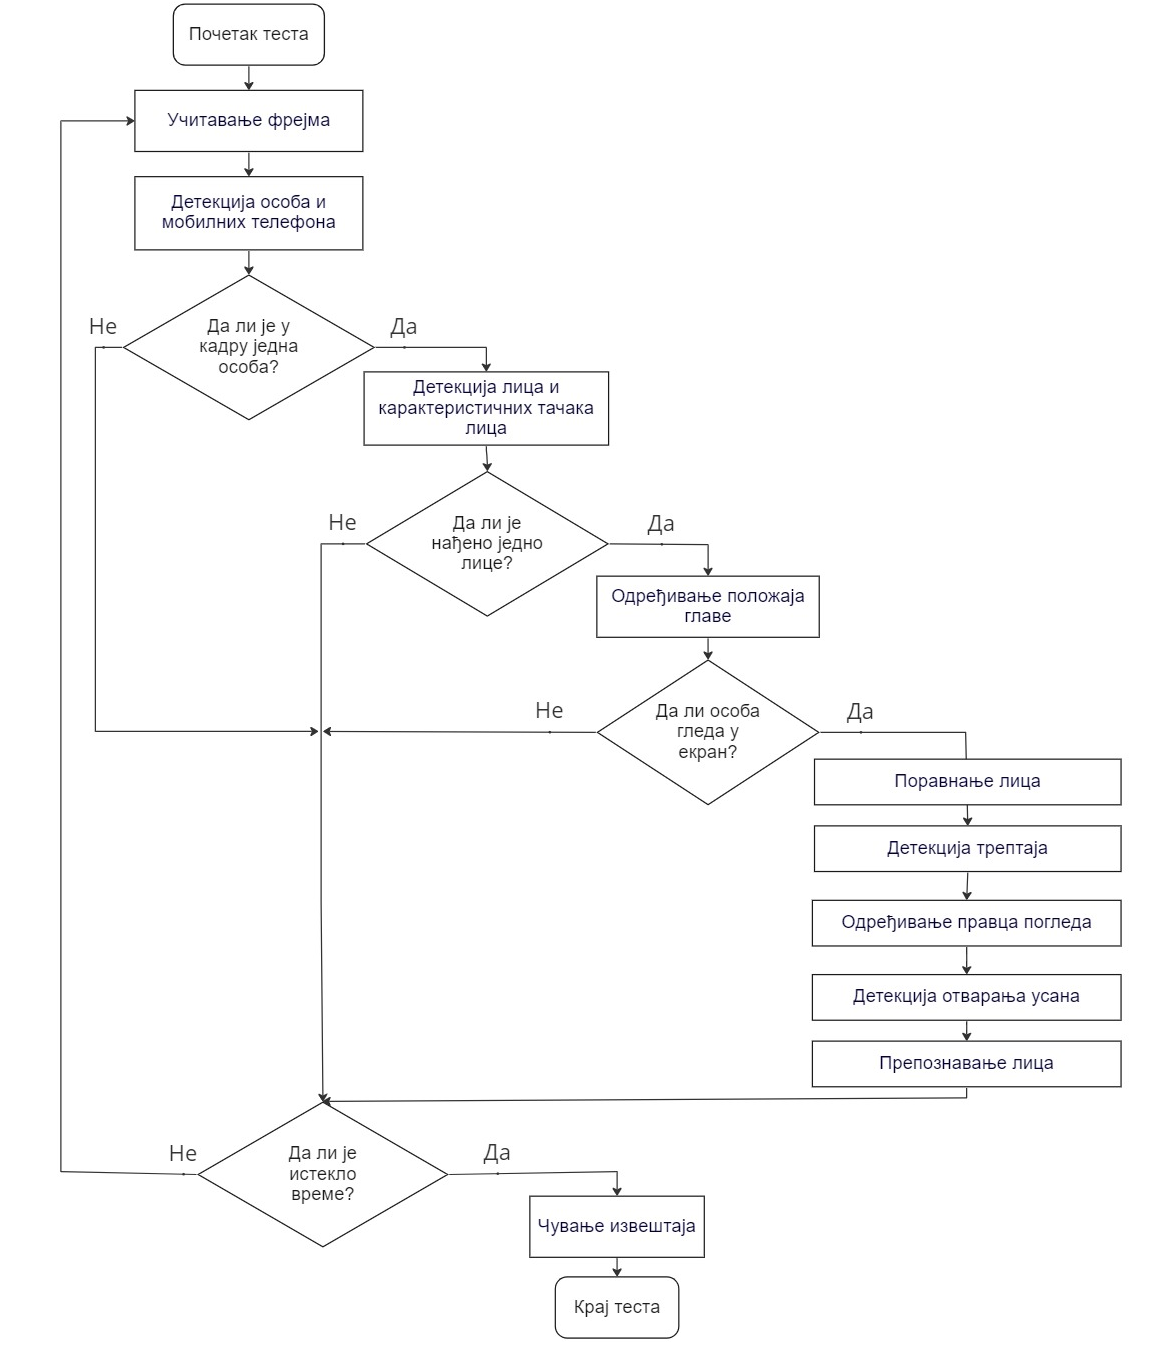 Почетак теста
Учитавање фрејма
Детекција особа и
мобилних телефона
Да ли је у
кадру једна
особа?
Не
Да
Детекција лица и
карактеристичних тачака
лица
Да ли је
нађено једно
лице?
Не
Да
Одређивање положаја
главе
Да ли особа
гледа у
екран?
Не
Да
Поравнање лица
Детекција трептаја
Одређивање правца погледа
Детекција отварања усана
Препознавање лица
Да ли је
истекло
време?
Не
Да
Чување извештаја
Крај теста